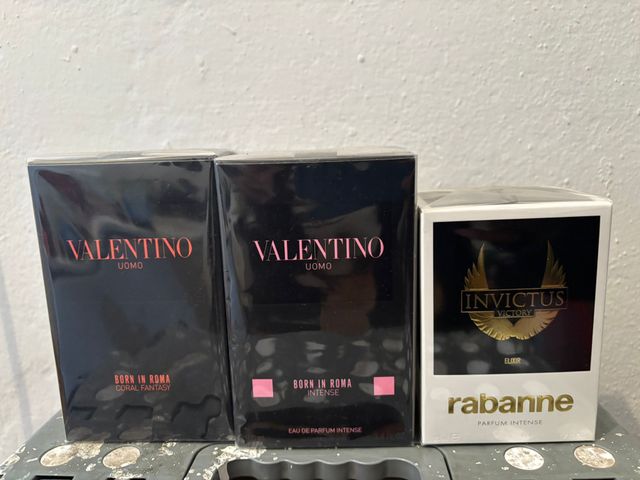 VALENTINO
UOMO
BORN IN ROMA
CORAL FANTASY
VALENTINO
UOMO
BORN IN ROMA
INTENSE
EAU DE PARFUM INTENSE
INVICTUS
VICTORY
ELIXIR
rabanne
PARFUM INTENSE